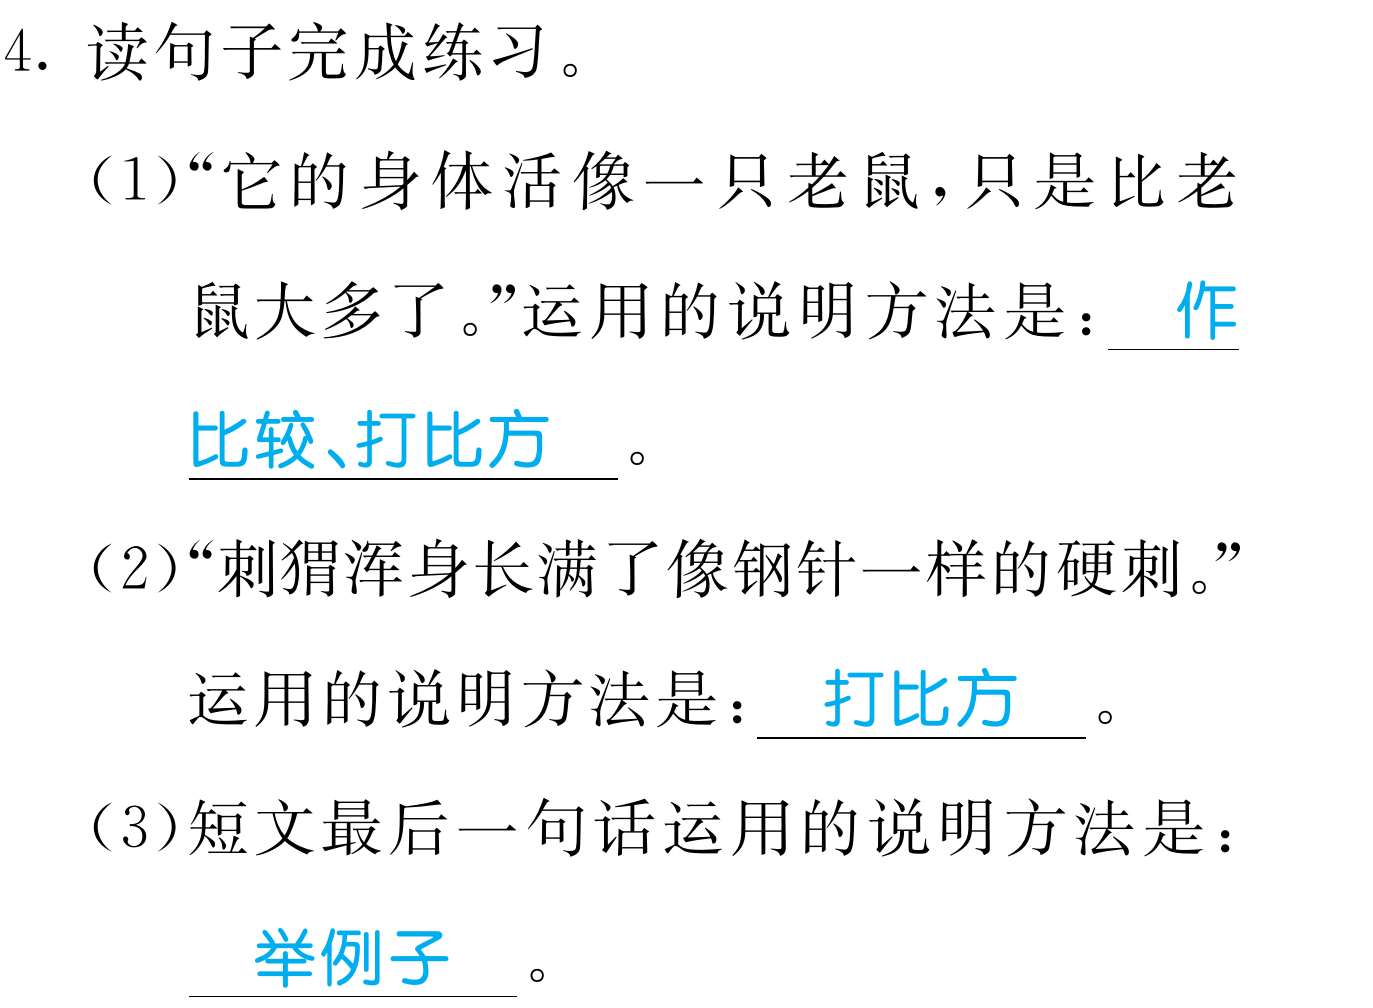 4. 读句子完成练习。
(1)“它的身体活像一只老鼠,只是比老
鼠大多了。”运用的说明方法是: 作
比较、打比方 。
(2)“刺猬浑身长满了像钢针一样的硬刺。”
运用的说明方法是: 打比方 。
(3)短文最后一句话运用的说明方法是:
举例子 。